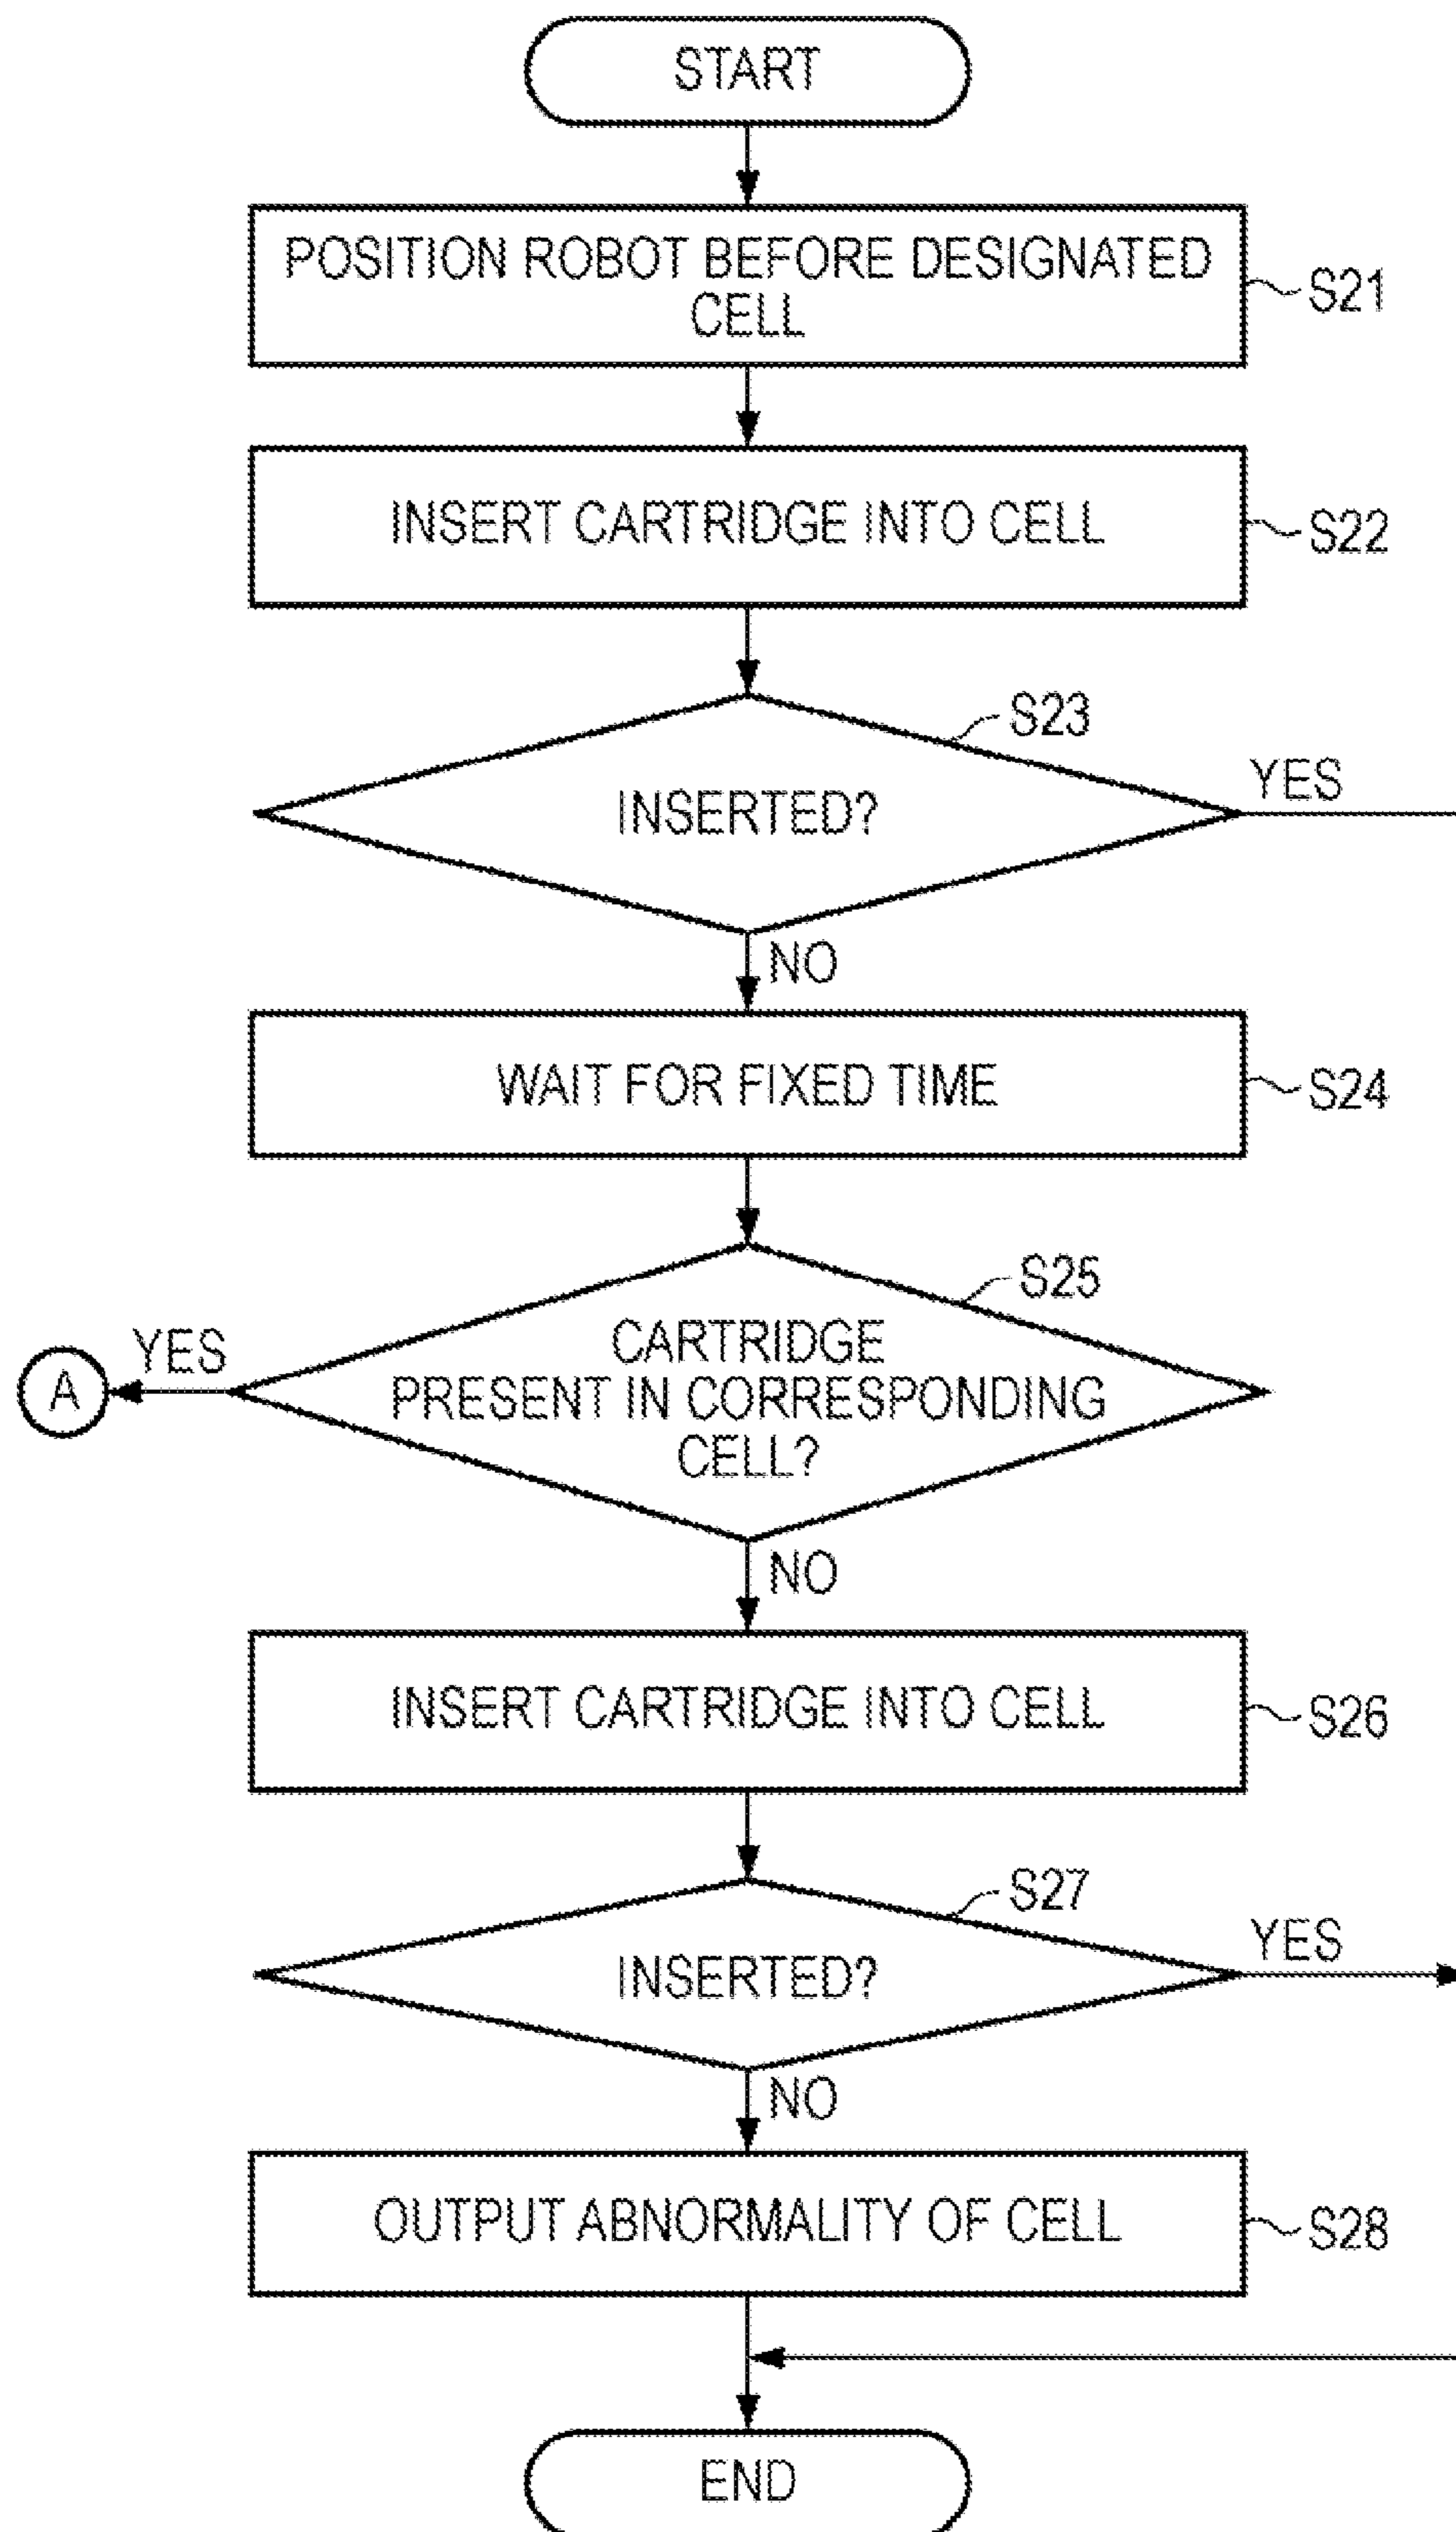 START
POSITION ROBOT BEFORE DESIGNATED
CELL
S21
INSERT CARTRIDGE INTO CELL
S22
S23
INSERTED?
YES
NO
WAIT FOR FIXED TIME
S24
S25
CARTRIDGE
PRESENT IN CORRESPONDING
CELL?
YES
A
NO
INSERT CARTRIDGE INTO CELL
S26
S27
INSERTED?
YES
NO
OUTPUT ABNORMALITY OF CELL
S28
END